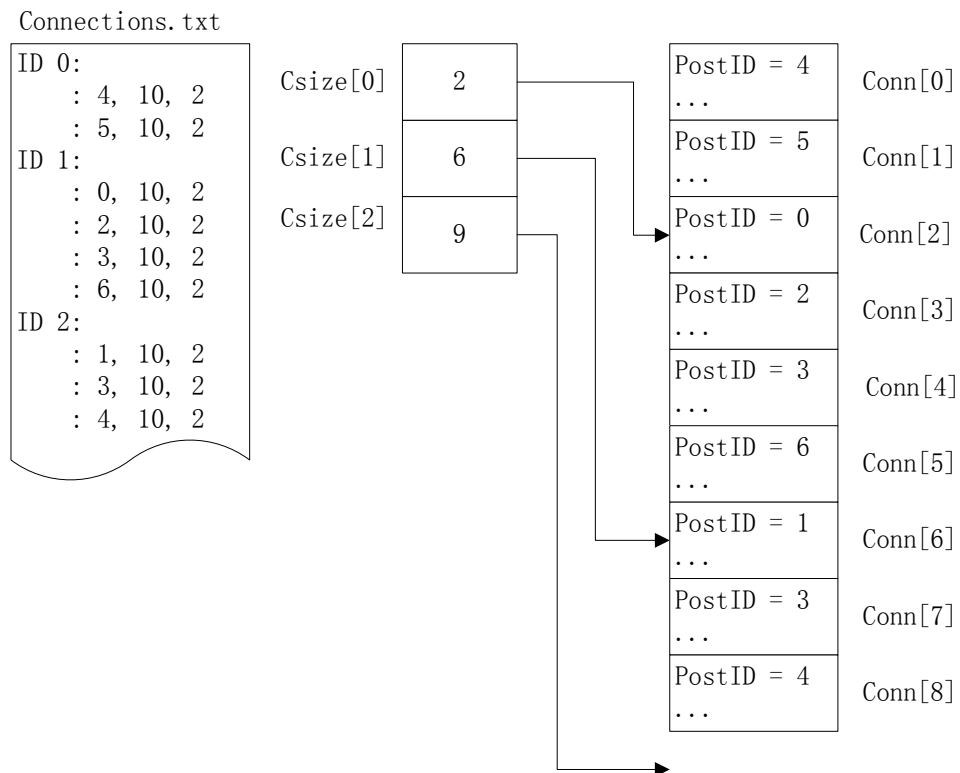 Connections.txt
ID 0:
: 4, 10, 2
: 5, 10, 2
ID 1:
: 0, 10, 2
: 2, 10, 2
: 3, 10, 2
: 6, 10, 2
ID 2:
: 1, 10, 2
: 3, 10, 2
: 4, 10, 2
Csize[0]
2
Csize[1]
6
Csize[2]
9
PostID = 4
...
Conn[0]
PostID = 5
...
Conn[1]
PostID = 0
...
Conn[2]
PostID = 2
...
Conn[3]
PostID = 3
...
Conn[4]
PostID = 6
...
Conn[5]
PostID = 1
...
Conn[6]
PostID = 3
...
Conn[7]
PostID = 4
...
Conn[8]